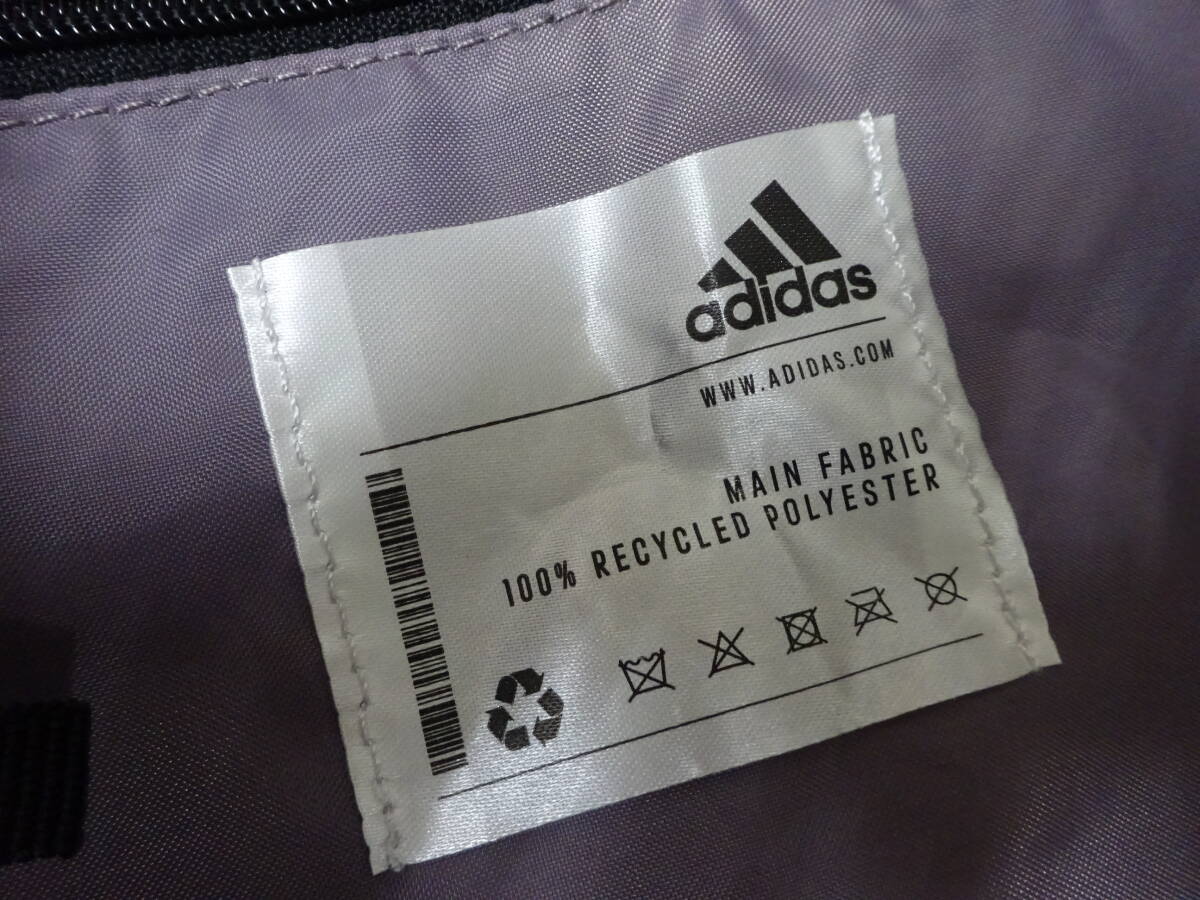 adidas
WWW.ADIDAS.COM
MAIN FABRIC
100% RECYCLED POLYESTER